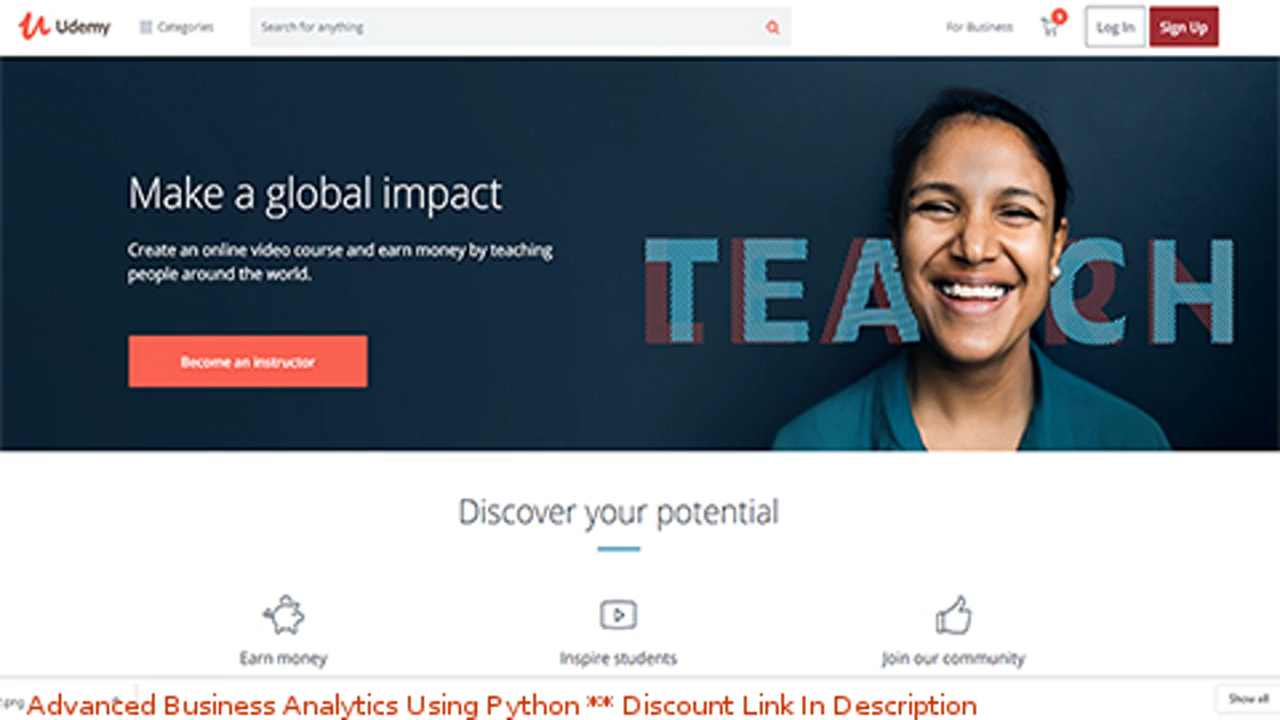 Udemy
Categories
Search for anything
For Business
Log In
Sign Up
Make a global impact
Create an online video course and earn money by teaching
people around the world.
TEACH
Become an instructor
Discover your potential
Earn money
Inspire students
Join our community
.png
Show all
Advanced Business Analytics Using Python ** Discount Link In Description